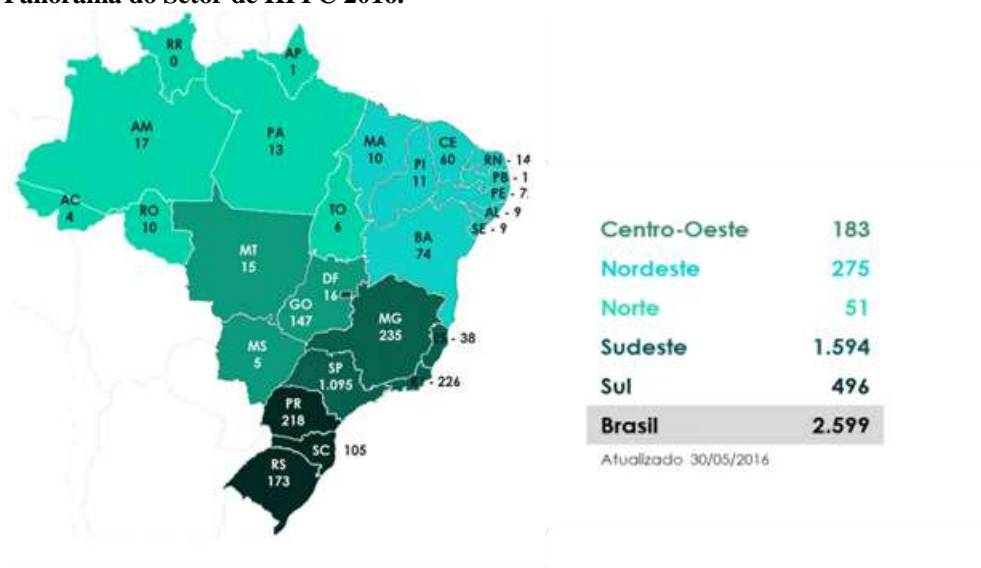 Panorama do Setor de HPPC 2016.
RR
0
AP
1
AM
17
PA
13
MA
10
CE
60
PI
11
RN - 14
PB - 1
PE - 7
AL - 9
SE - 9
AC
4
RO
10
TO
6
BA
74
MT
15
DF
16
GO
147
MG
235
ES - 38
MS
5
SP
1.095
- 226
PR
218
SC 105
RS
173
Centro-Oeste 183
Nordeste 275
Norte 51
Sudeste 1.594
Sul 496
Brasil 2.599
Atualizado 30/05/2016